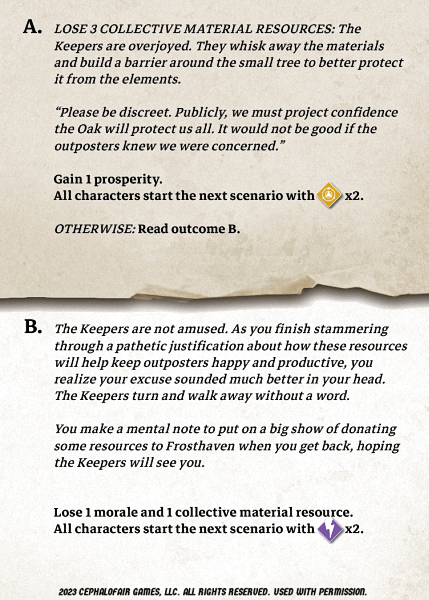 A. LOSE 3 COLLECTIVE MATERIAL RESOURCES: The
Keepers are overjoyed. They whisk away the materials
and build a barrier around the small tree to better protect
it from the elements.
“Please be discreet. Publicly, we must project confidence
the Oak will protect us all. It would not be good if the
outposters knew we were concerned.”
Gain 1 prosperity.
All characters start the next scenario with x2.
OTHERWISE: Read outcome B.
B. The Keepers are not amused. As you finish stammering
through a pathetic justification about how these resources
will help keep outposters happy and productive, you
realize your excuse sounded much better in your head.
The Keepers turn and walk away without a word.
You make a mental note to put on a big show of donating
some resources to Frosthaven when you get back, hoping
the Keepers will see you.
Lose 1 morale and 1 collective material resource.
All characters start the next scenario with x2.
2023 CEPHALOFAIR GAMES, LLC. ALL RIGHTS RESERVED. USED WITH PERMISSION.